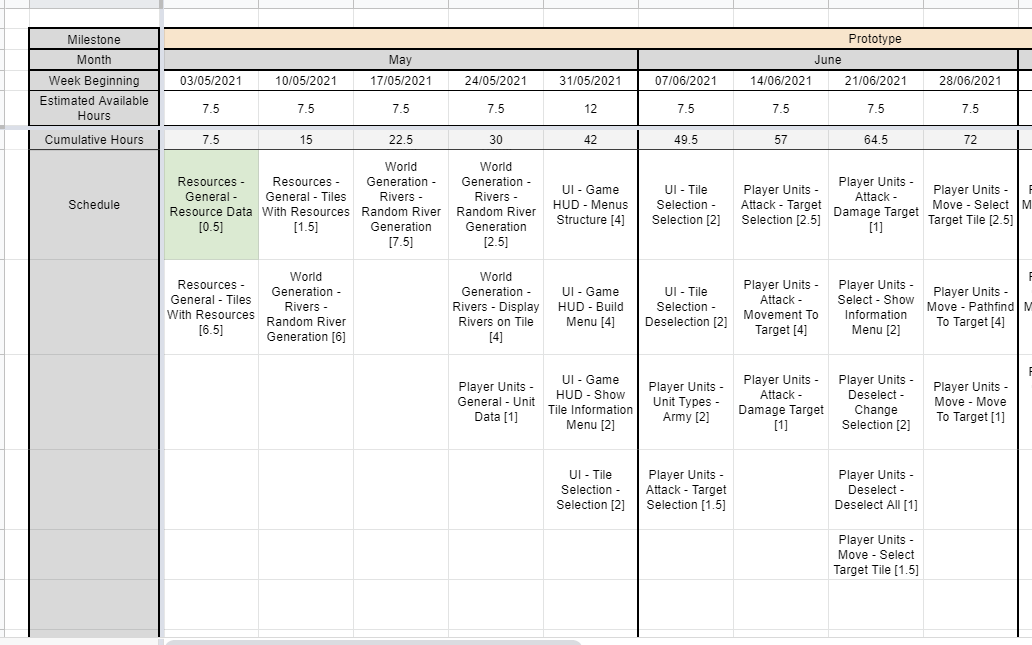 Milestone Prototype
Month May June
Week Beginning 03/05/2021 10/05/2021 17/05/2021 24/05/2021 31/05/2021 07/06/2021 14/06/2021 21/06/2021 28/06/2021
Estimated Available Hours 7.5 7.5 7.5 7.5 12 7.5 7.5 7.5 7.5
Cumulative Hours 7.5 15 22.5 30 42 49.5 57 64.5 72
Schedule
Resources -
General -
Resource Data
[0.5]
Resources -
General - Tiles
With Resources
[1.5]
World
Generation -
Rivers -
Random River
Generation
[7.5]
World
Generation -
Rivers -
Random River
Generation
[2.5]
UI - Game
HUD - Menus
Structure [4]
UI - Tile
Selection -
Selection [2]
Player Units -
Attack - Target
Selection [2.5]
Player Units -
Attack -
Damage Target
[1]
Player Units -
Move - Select
Target Tile [2.5]
Resources -
General - Tiles
With Resources
[6.5]
World
Generation -
Rivers -
Random River
Generation [6]
World
Generation -
Rivers - Display
Rivers on Tile
[4]
UI - Game
HUD - Build
Menu [4]
UI - Tile
Selection -
Deselection [2]
Player Units -
Attack -
Movement To
Target [4]
Player Units -
Select - Show
Information
Menu [2]
Player Units -
Move - Pathfind
To Target [4]
Player Units -
General - Unit
Data [1]
UI - Game
HUD - Show
Tile Information
Menu [2]
Player Units -
Unit Types -
Army [2]
Player Units -
Attack -
Damage Target
[1]
Player Units -
Deselect -
Change
Selection [2]
Player Units -
Move - Move
To Target [1]
UI - Tile
Selection -
Selection [2]
Player Units -
Attack - Target
Selection [1.5]
Player Units -
Deselect -
Deselect All [1]
Player Units -
Move - Select
Target Tile [1.5]